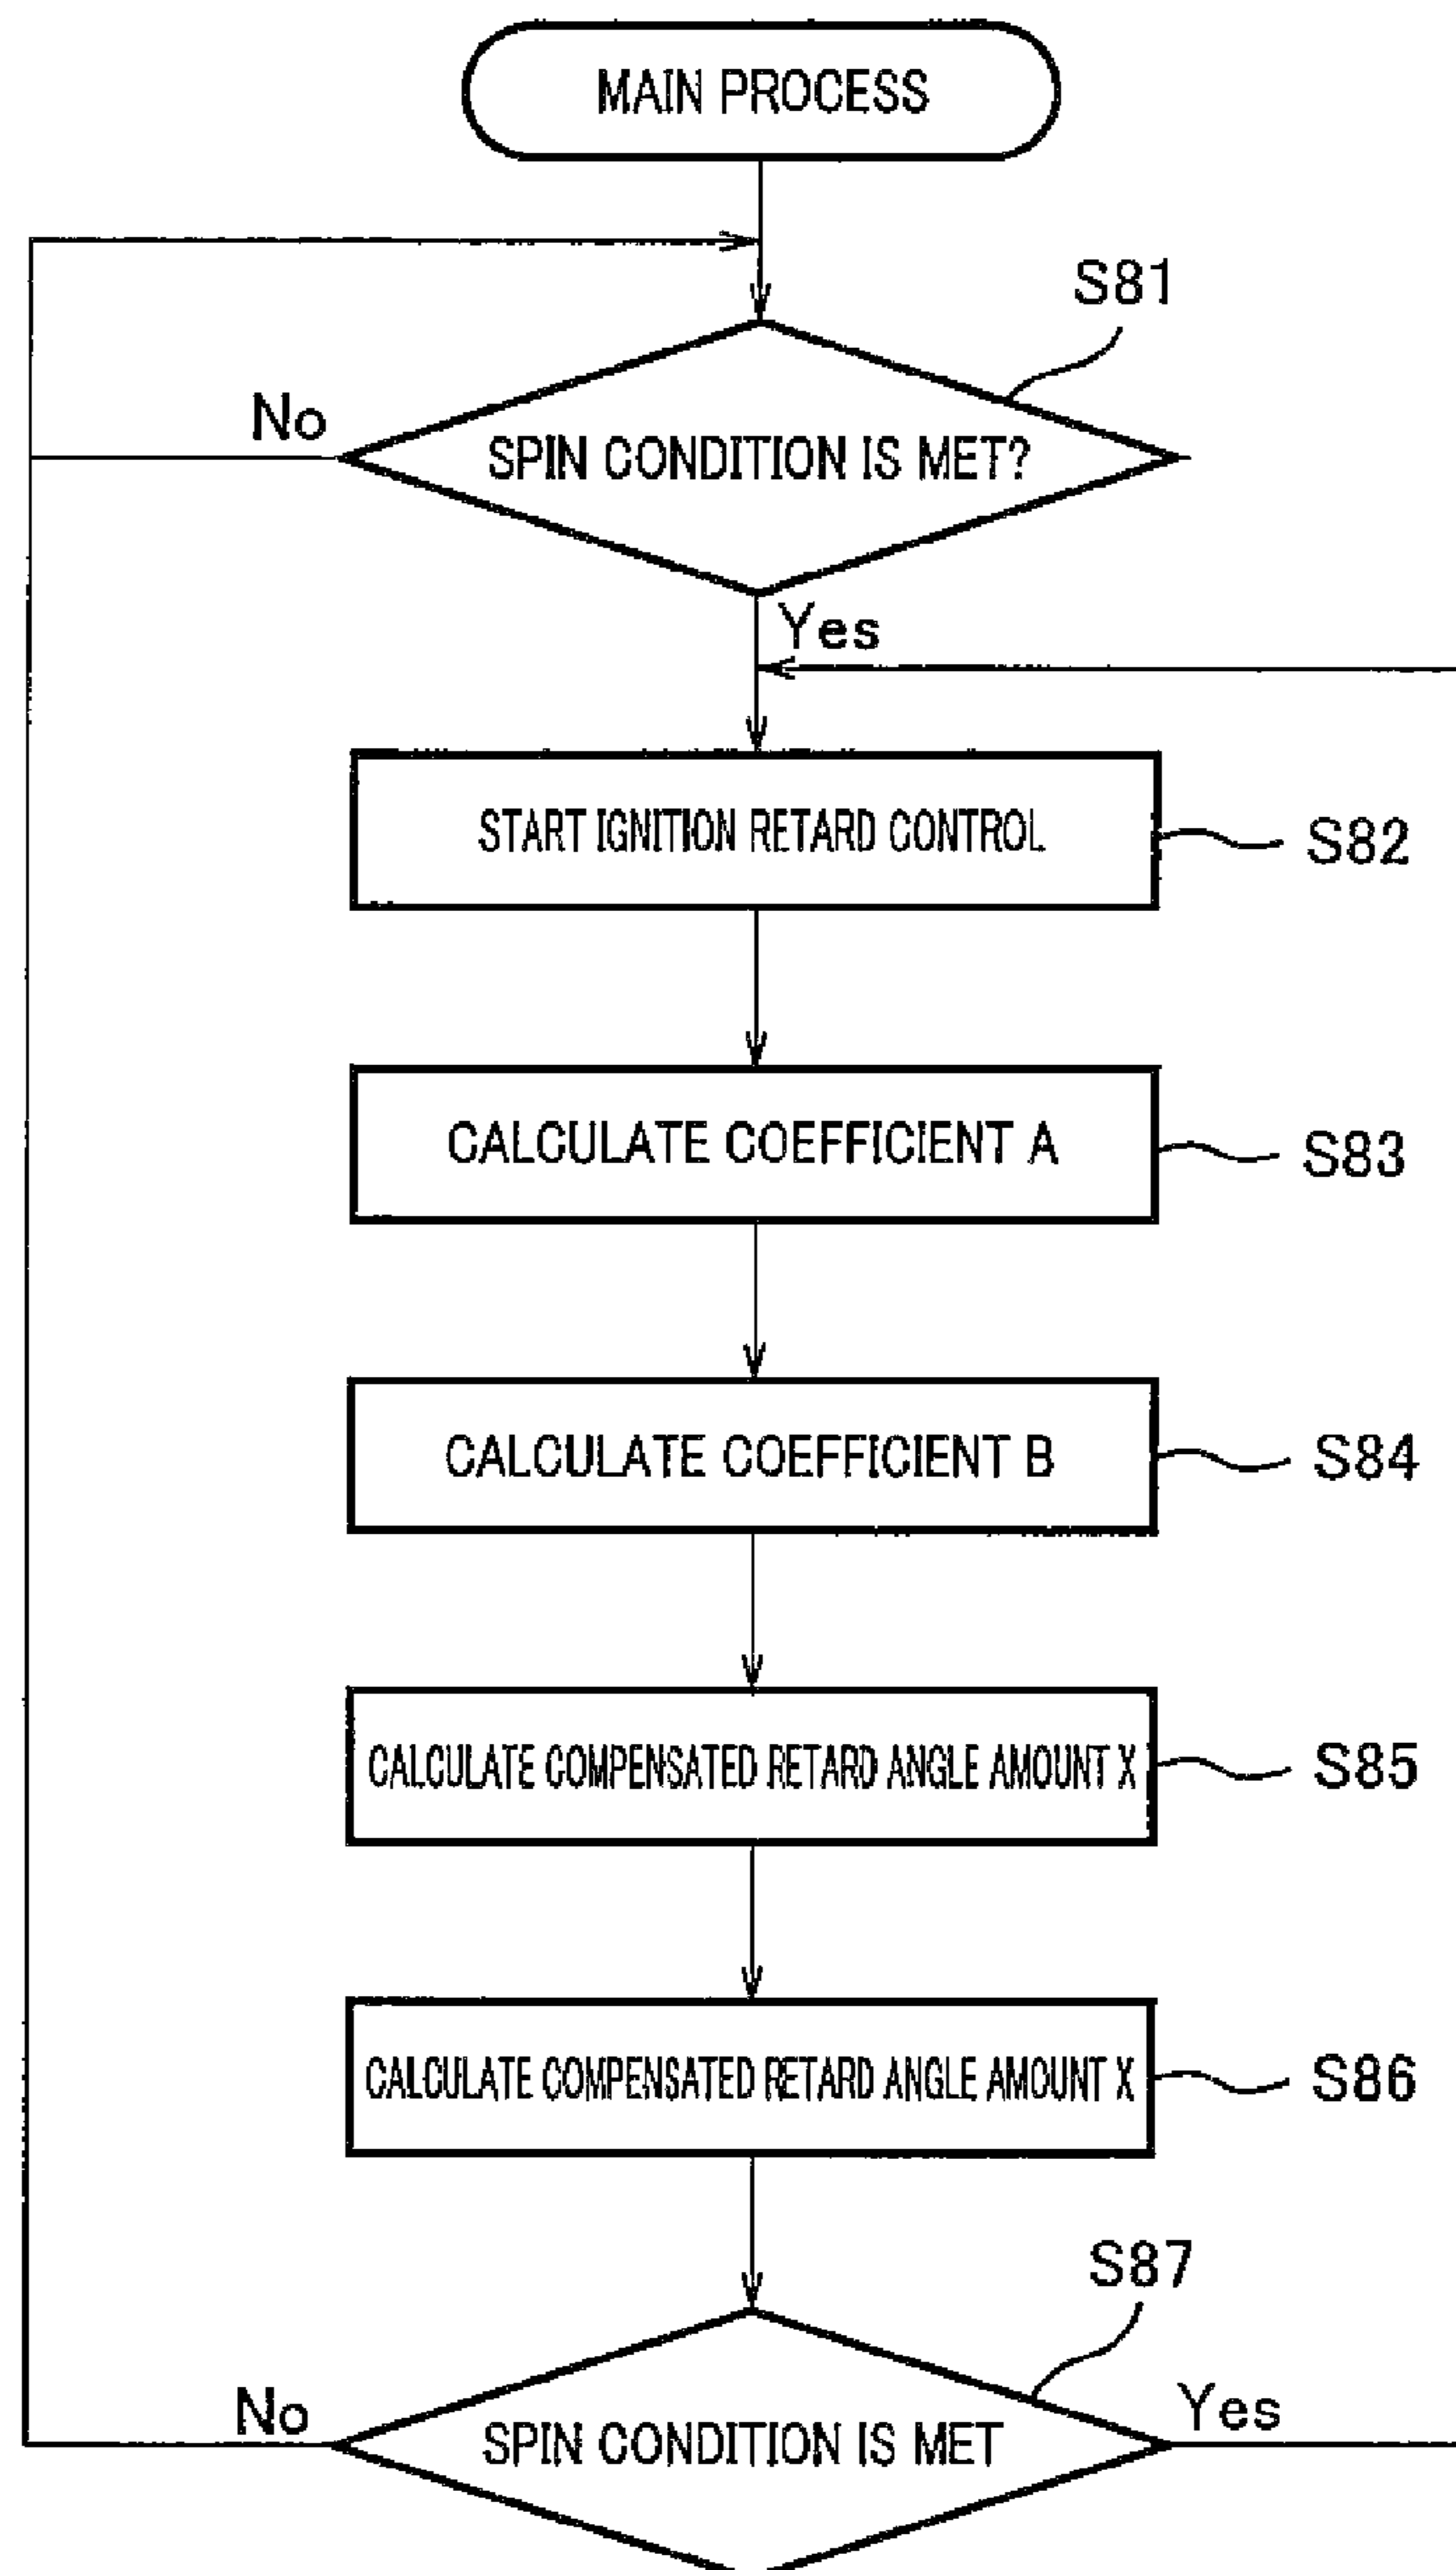 MAIN PROCESS
S81
No
SPIN CONDITION IS MET?
Yes
START IGNITION RETARD CONTROL
S82
CALCULATE COEFFICIENT A
S83
CALCULATE COEFFICIENT B
S84
CALCULATE COMPENSATED RETARD ANGLE AMOUNT X
S85
CALCULATE COMPENSATED RETARD ANGLE AMOUNT X
S86
S87
No
SPIN CONDITION IS MET
Yes